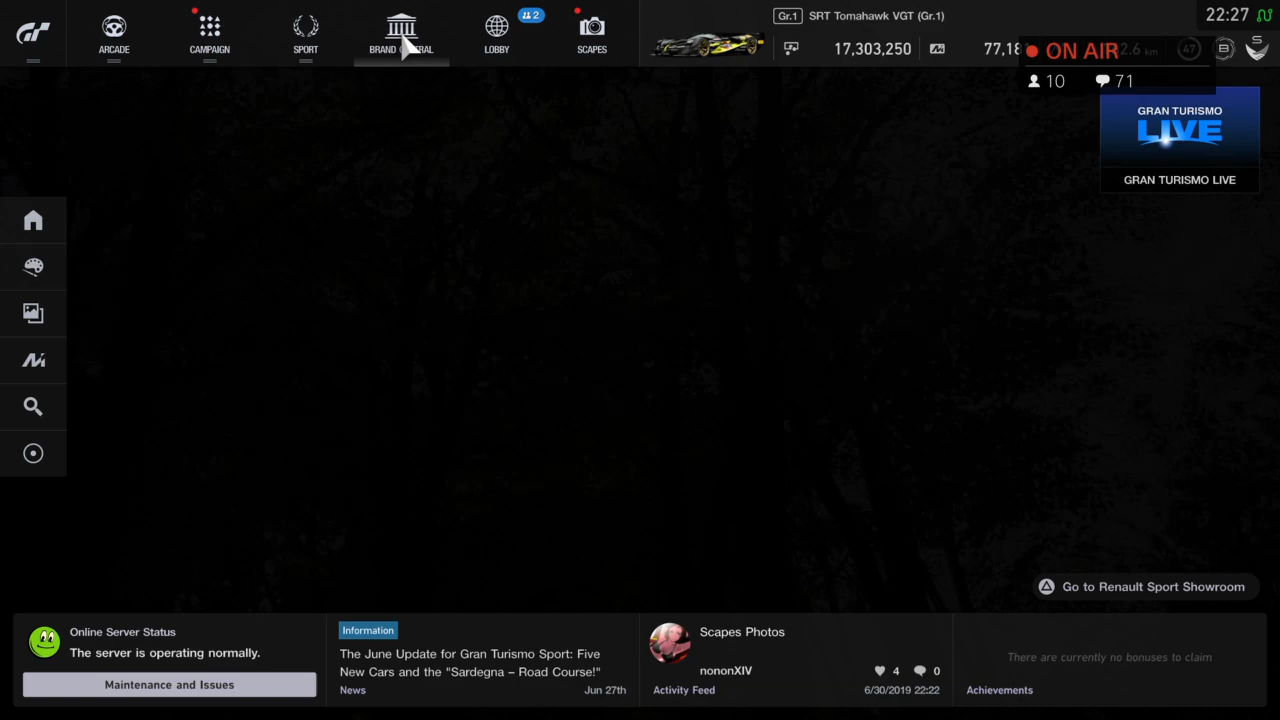 ARCADE
CAMPAIGN
SPORT
BRAND
LOBBY
2
SCAPES
Gr.1 SRT Tomahawk VGT (Gr.1)
17,303,250
22:27
ON AIR
km
47
B
S
10 71
GRAN TURISMO
LIVE
GRAN TURISMO LIVE
Go to Renault Sport Showroom
Online Server Status
The server is operating normally.
Maintenance and Issues
Information
The June Update for Gran Turismo Sport: Five
New Cars and the "Sardegna – Road Course!"
News Jun 27th
Scapes Photos
nononXIV 4 0
Activity Feed 6/30/2019 22:22
There are currently no bonuses to claim
Achievements